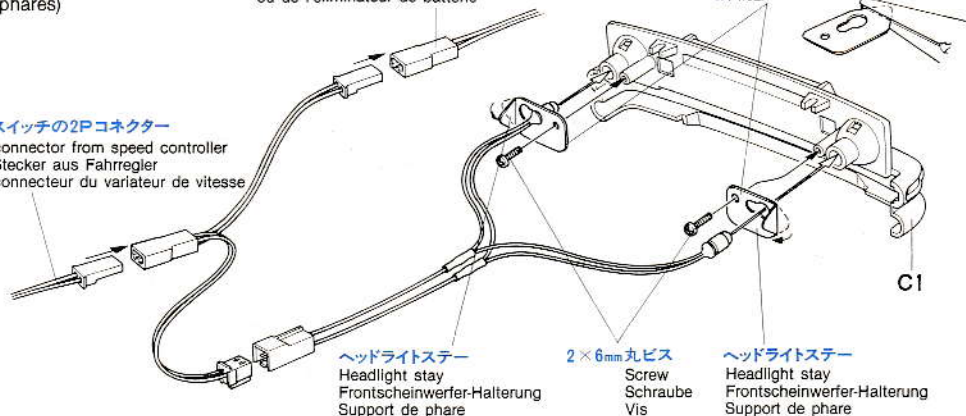 phares)
ou de l'éliminateur de batterie
スイッチの2Pコネクター
connector from speed controller
Stecker aus Fahrregler
connecteur du variateur de vitesse
C1
ヘッドライトステー
Headlight stay
Frontscheinwerfer-Halterung
Support de phare
2×6mm丸ビス
Screw
Schraube
Vis
ヘッドライトステー
Headlight stay
Frontscheinwerfer-Halterung
Support de phare